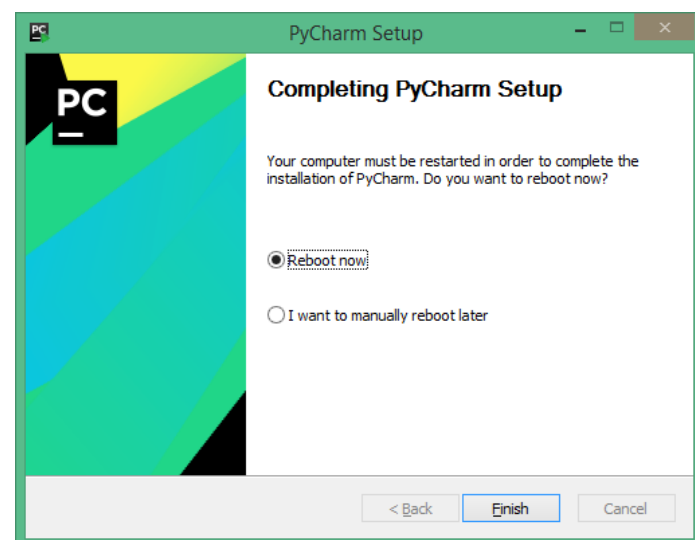 PC
PyCharm Setup
PC
Completing PyCharm Setup
Your computer must be restarted in order to complete the
installation of PyCharm. Do you want to reboot now?
Reboot now
I want to manually reboot later
< Back
Finish
Cancel